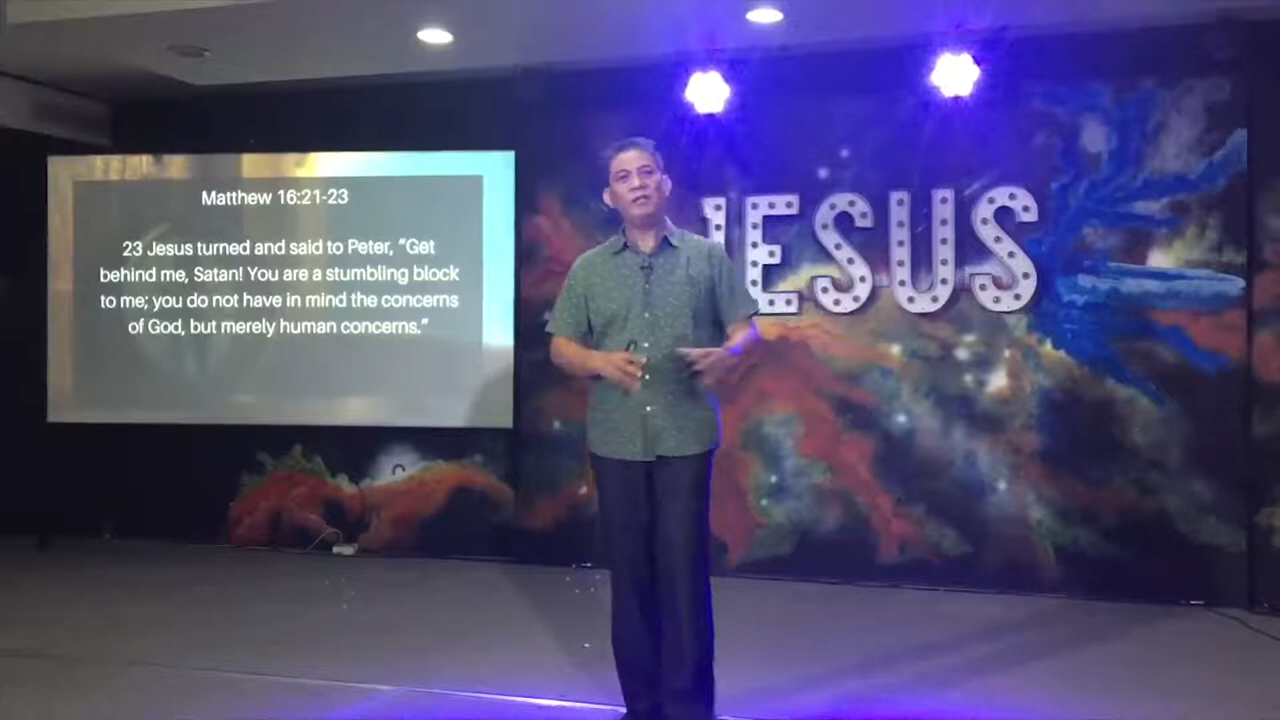 Matthew 16:21-23
23 Jesus turned and said to Peter, “Get
behind me, Satan! You are a stumbling block
to me; you do not have in mind the concerns
of God, but merely human concerns.”
JESUS